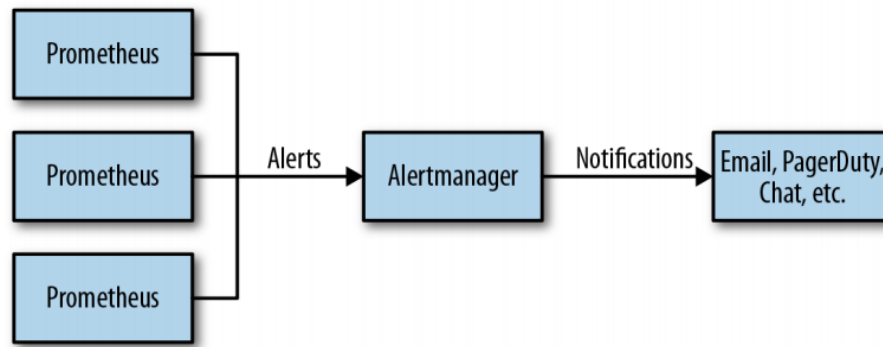 Prometheus
Prometheus
Prometheus
Alerts
Alertmanager
Notifications
Email, PagerDuty,
Chat, etc.